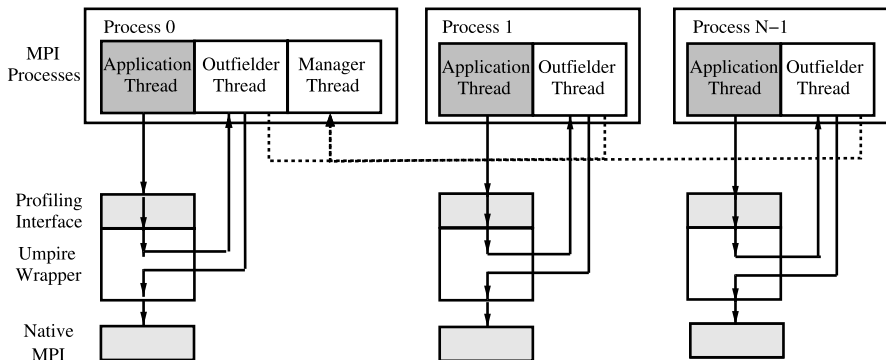 Process 0
Process 1
Process N−1
MPI
Processes
Application
Thread
Outfielder
Thread
Manager
Thread
Application
Thread
Outfielder
Thread
Application
Thread
Outfielder
Thread
Profiling
Interface
Umpire
Wrapper
Native
MPI